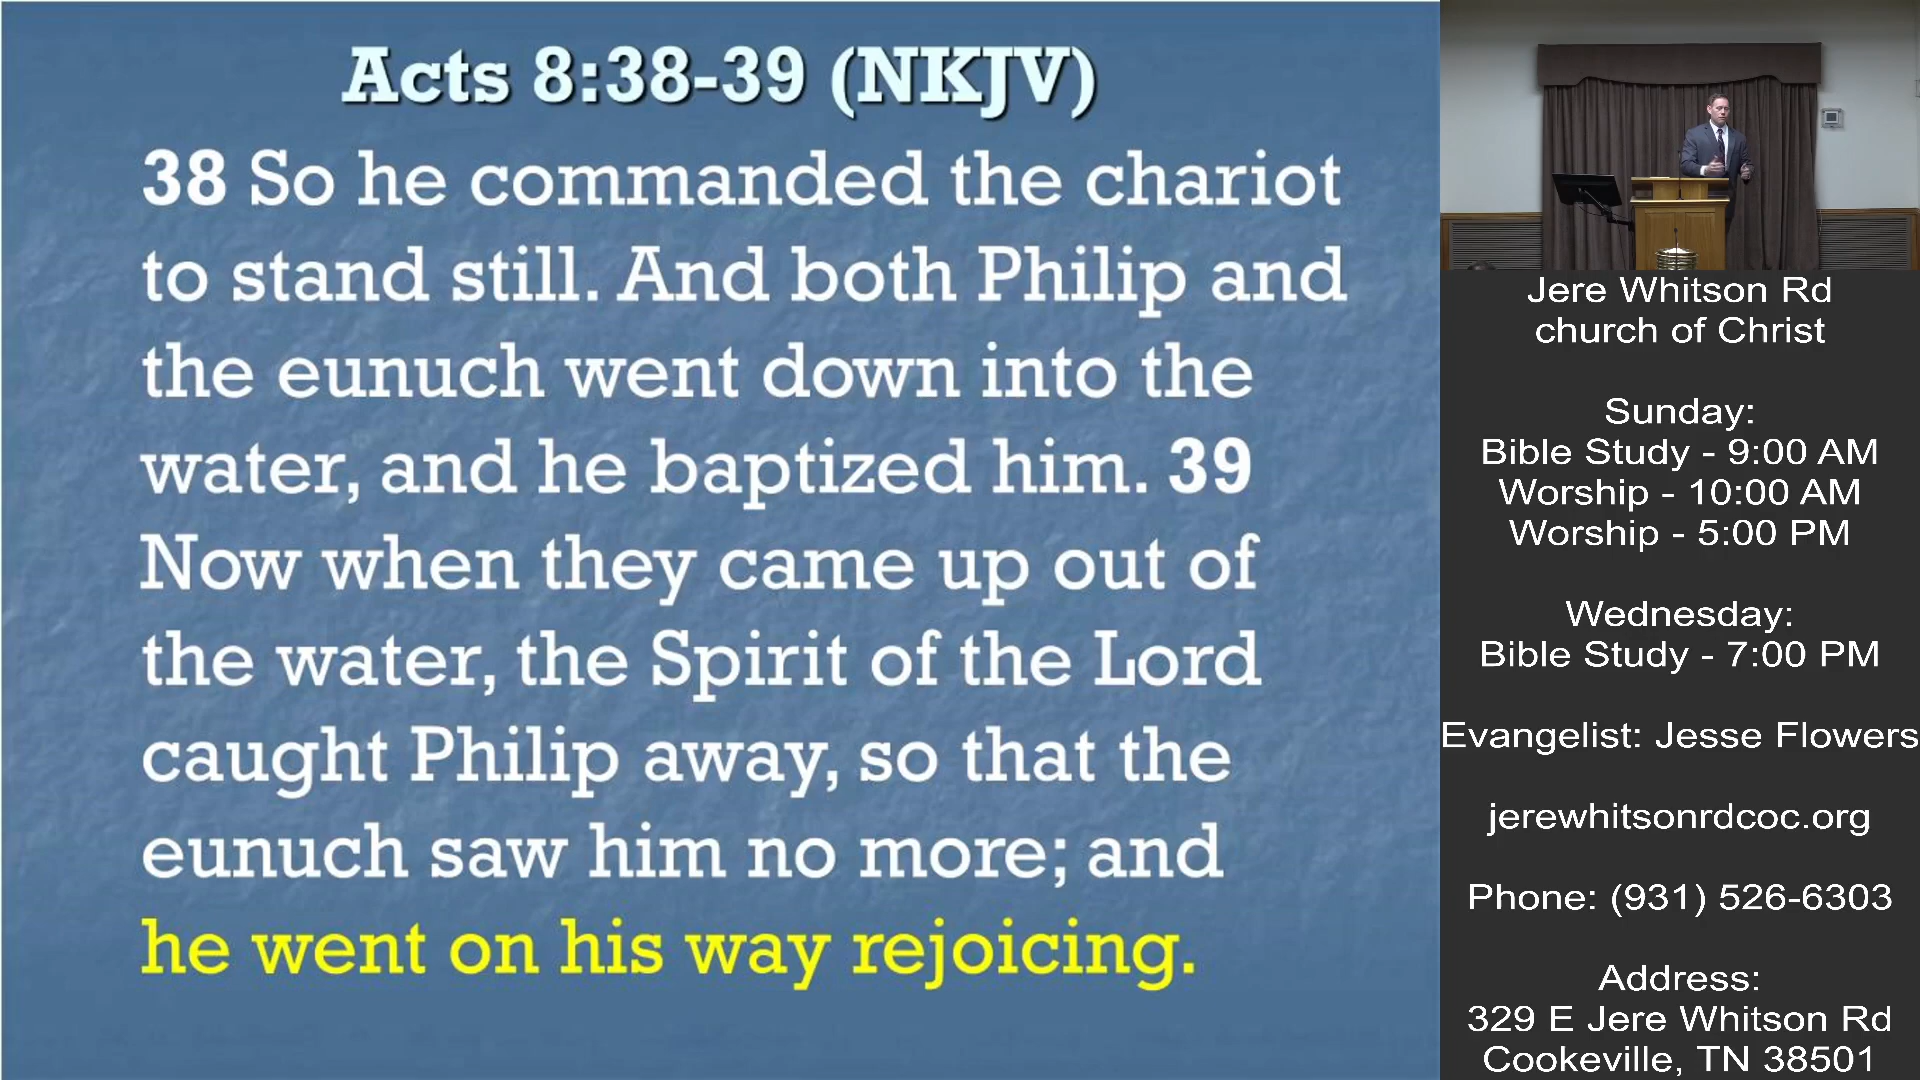 Acts 8:38-39 (NKJV)
38 So he commanded the chariot
to stand still. And both Philip and
the eunuch went down into the
water, and he baptized him. 39
Now when they came up out of
the water, the Spirit of the Lord
caught Philip away, so that the
eunuch saw him no more; and
he went on his way rejoicing.
Jere Whitson Rd
church of Christ
Sunday:
Bible Study - 9:00 AM
Worship - 10:00 AM
Worship - 5:00 PM
Wednesday:
Bible Study - 7:00 PM
Evangelist: Jesse Flowers
jerewhitsonrdcoc.org
Phone: (931) 526-6303
Address:
329 E Jere Whitson Rd
Cookeville, TN 38501